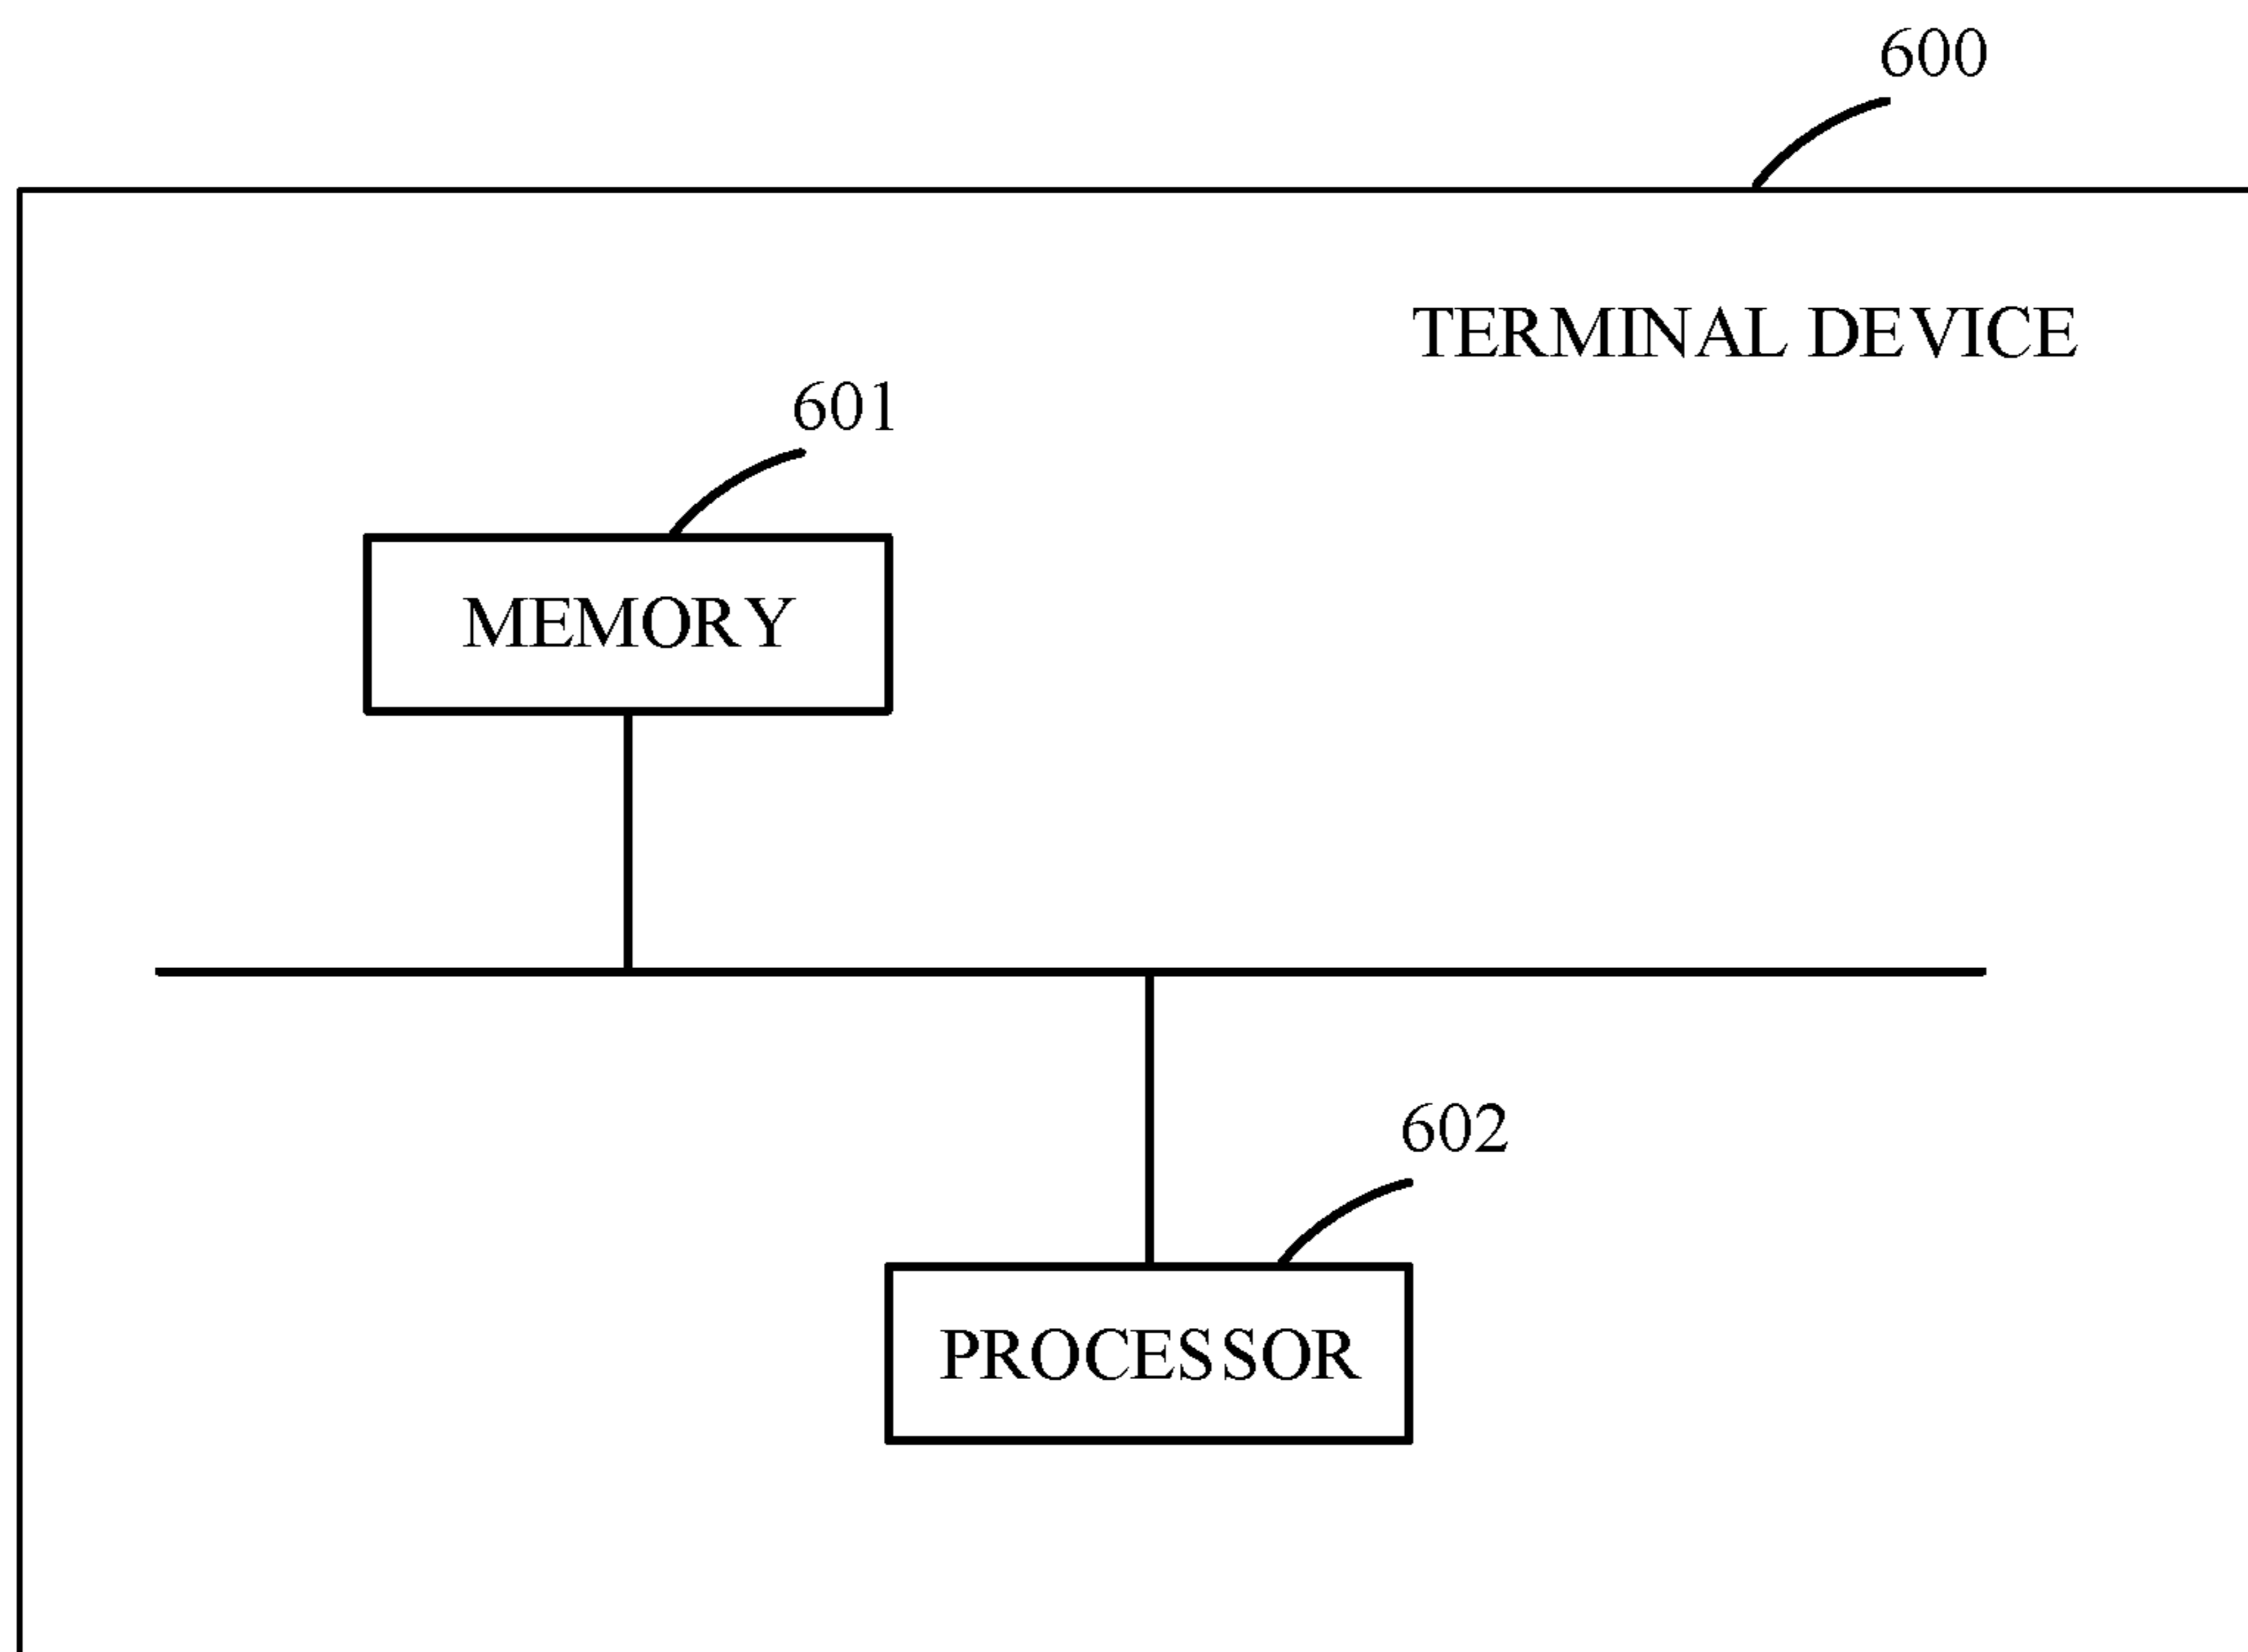 600
TERMINAL DEVICE
601
MEMORY
602
PROCESSOR